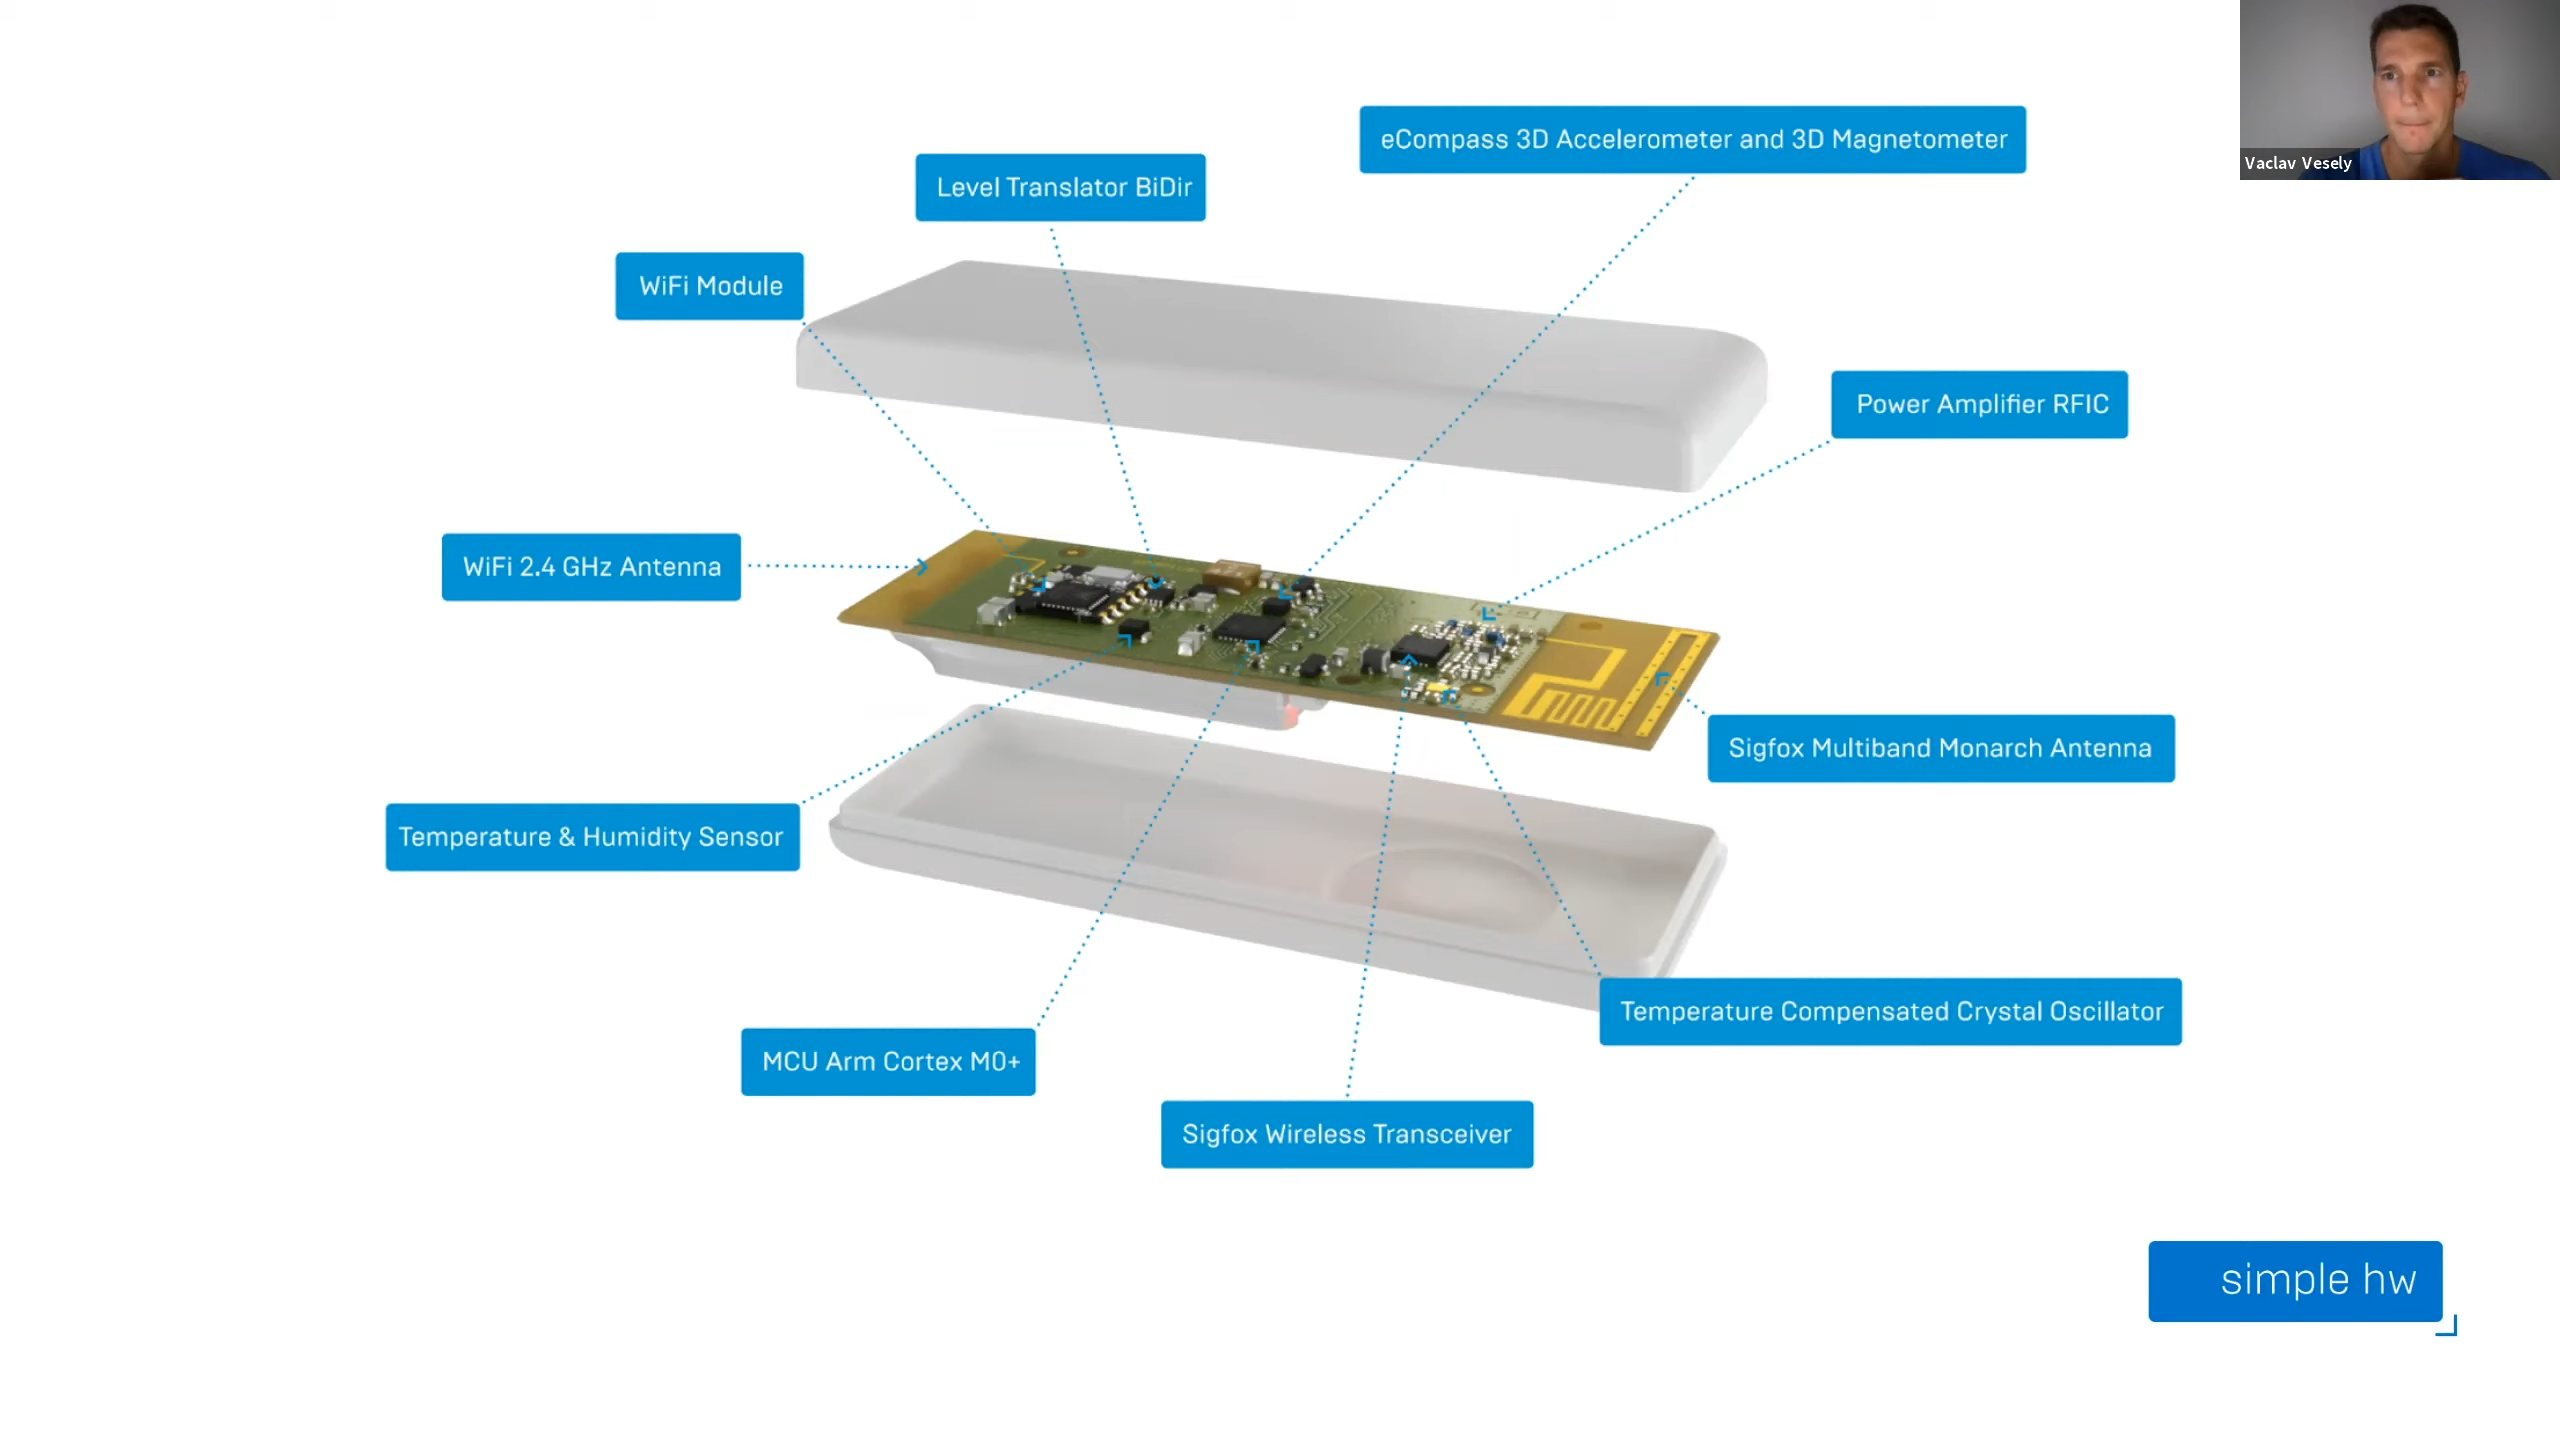 Vaclav Vesely
eCompass 3D Accelerometer and 3D Magnetometer
Level Translator BiDir
WiFi Module
Power Amplifier RFIC
WiFi 2.4 GHz Antenna
Sigfox Multiband Monarch Antenna
Temperature & Humidity Sensor
Temperature Compensated Crystal Oscillator
MCU Arm Cortex M0+
Sigfox Wireless Transceiver
simple hw